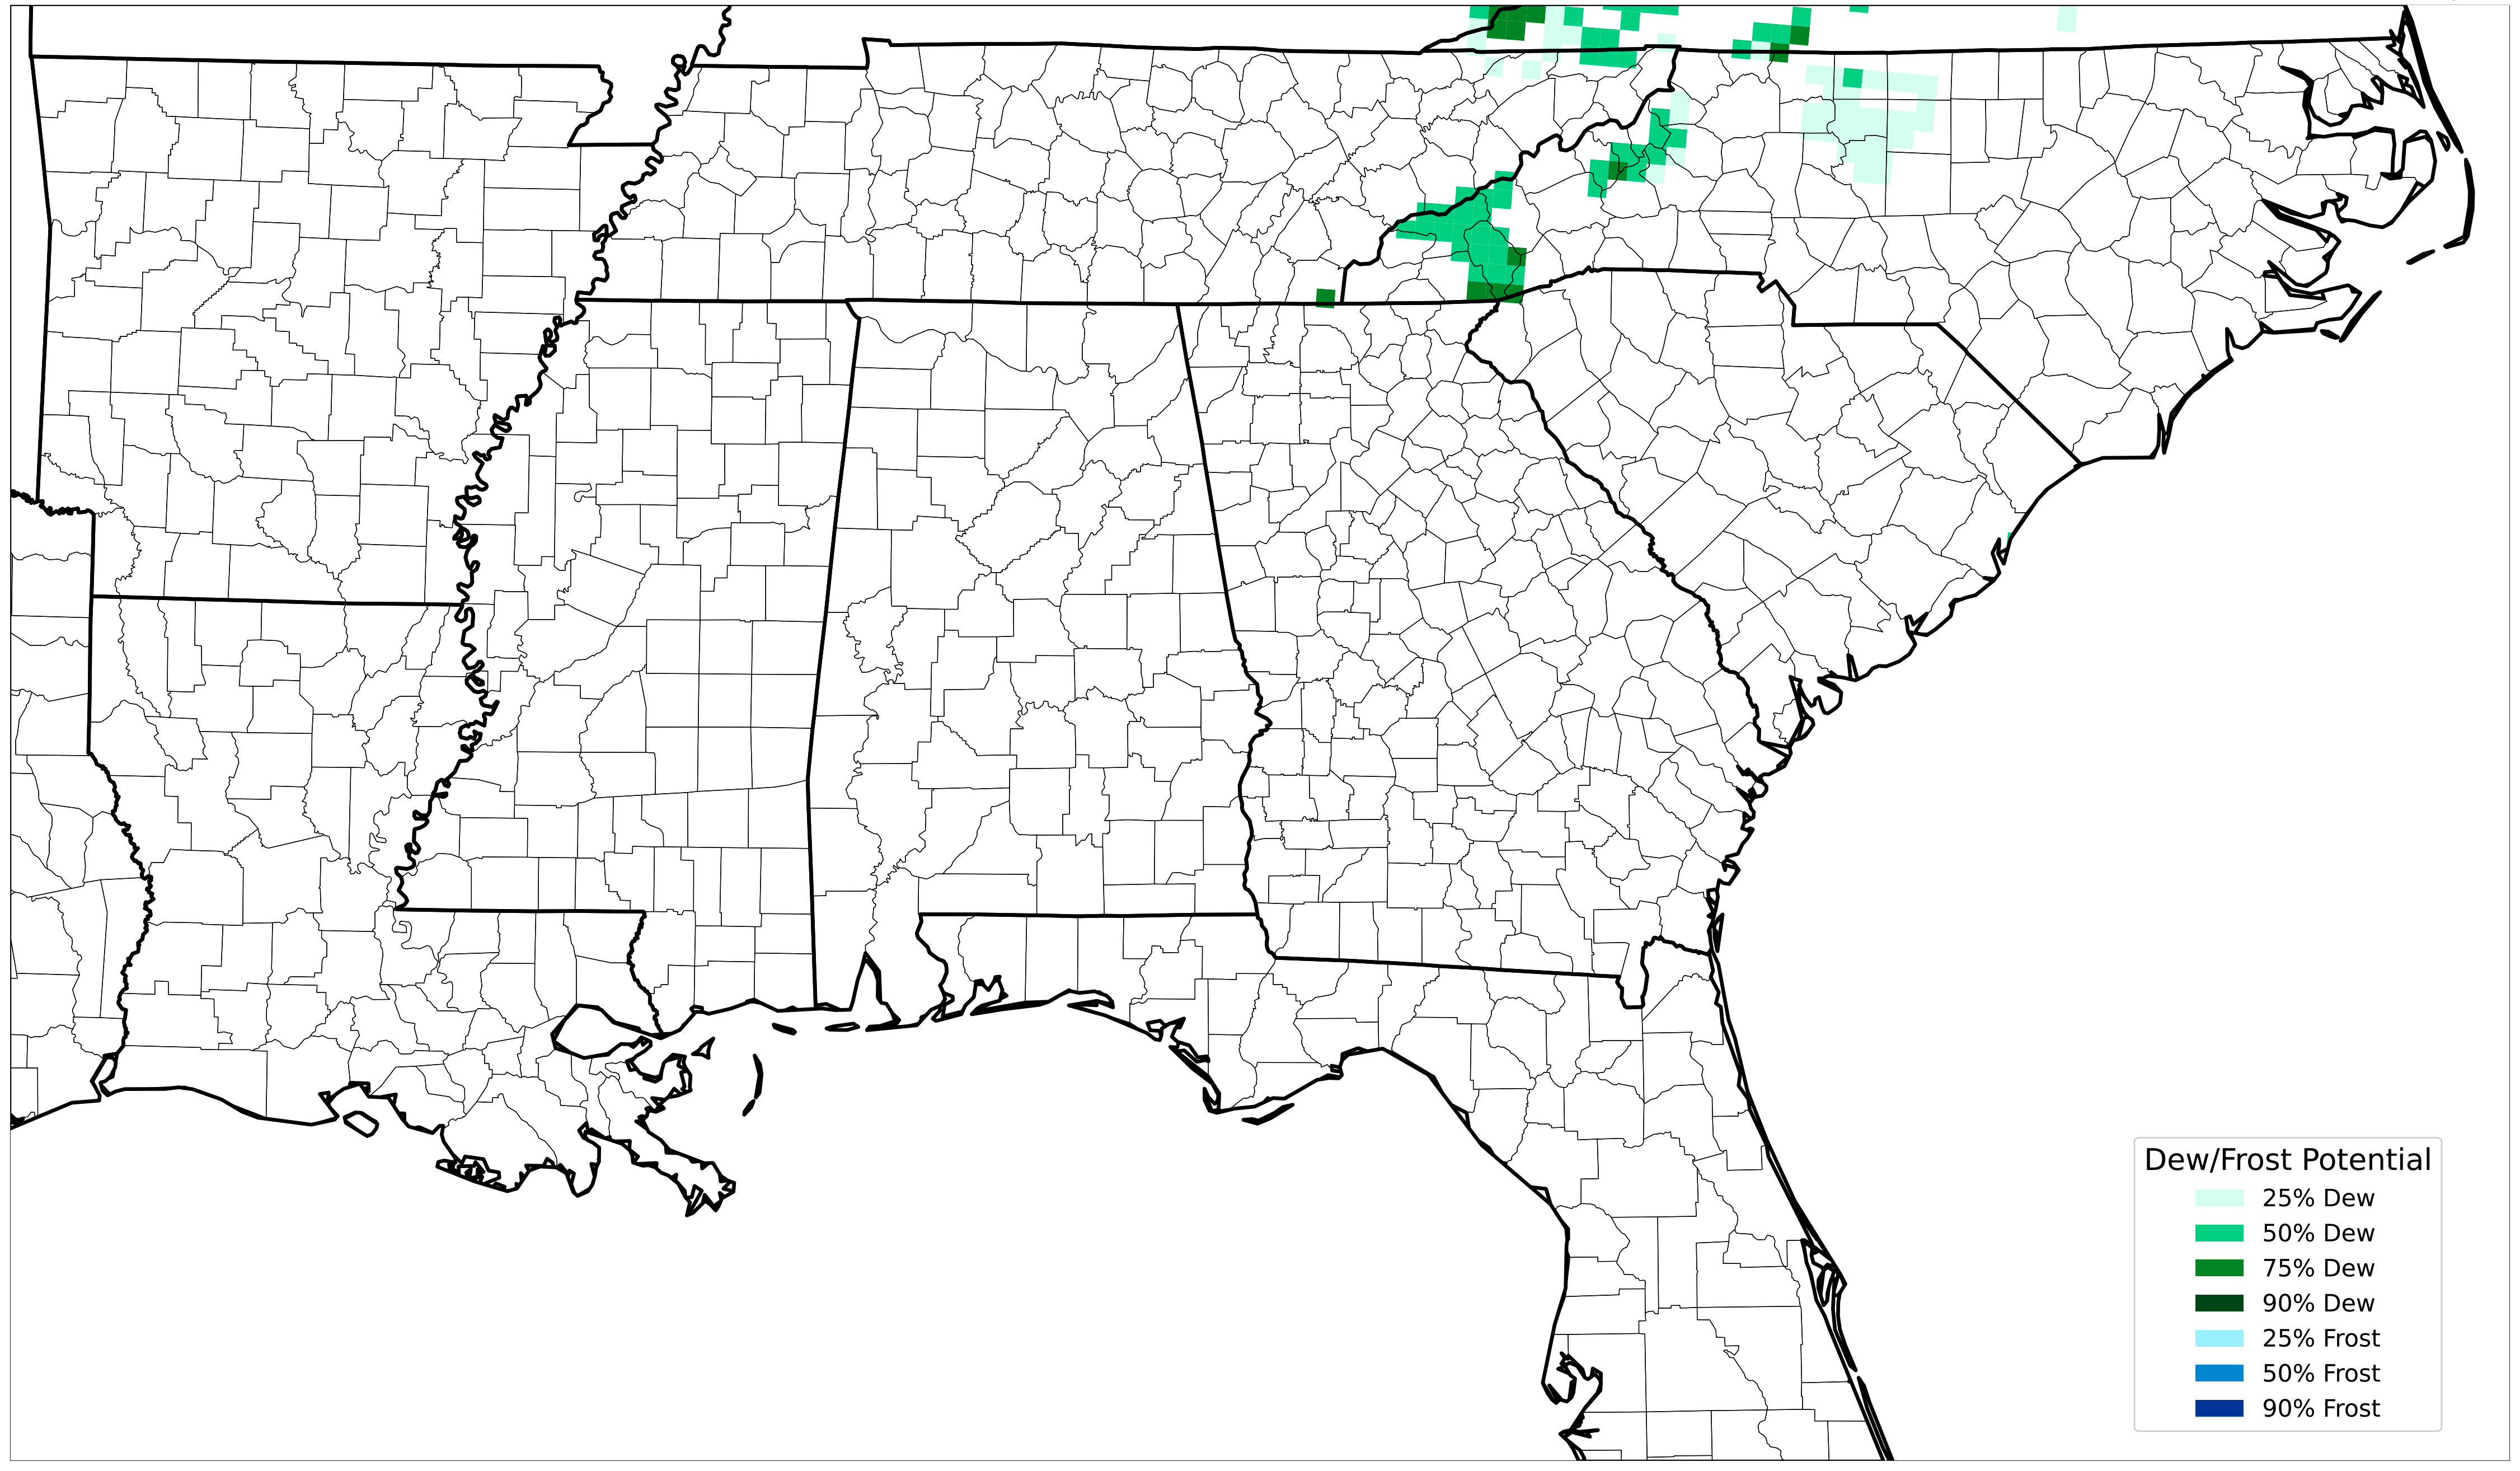 Dew/Frost Potential
25% Dew
50% Dew
75% Dew
90% Dew
25% Frost
50% Frost
90% Frost